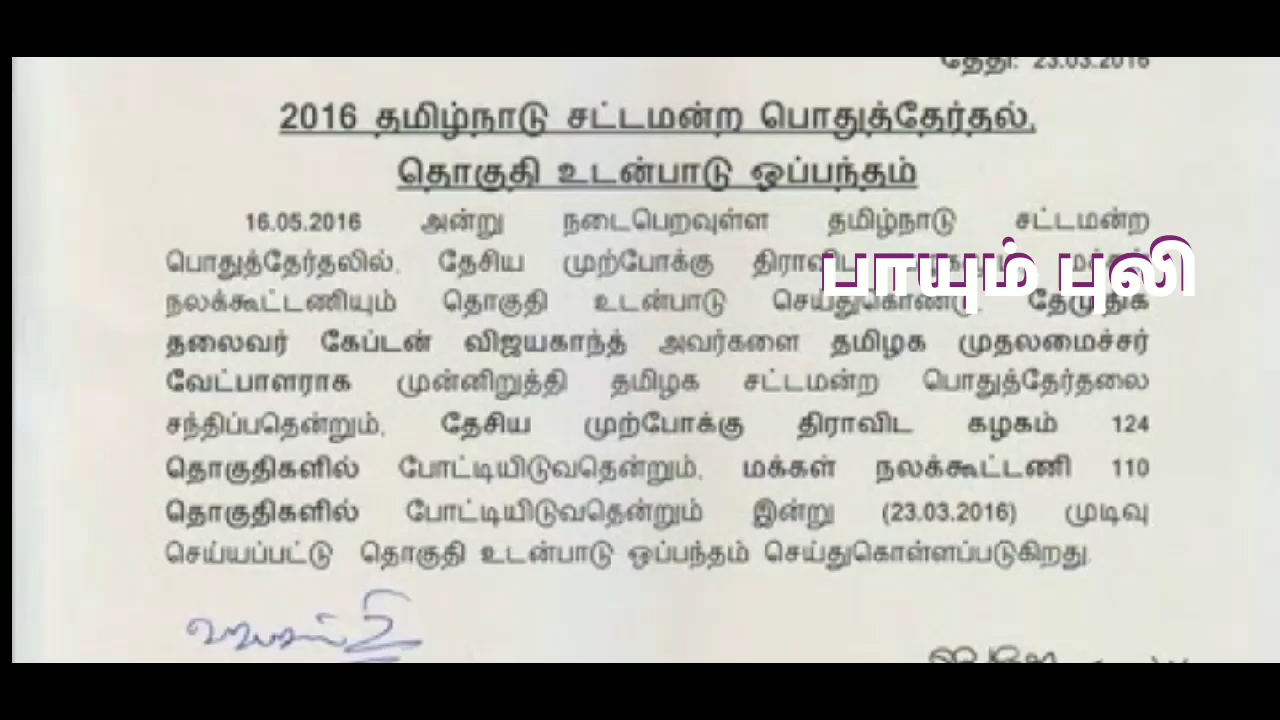 தேதி: 23.03.2016
2016 தமிழ்நாடு சட்டமன்ற பொதுத்தேர்தல்,
தொகுதி உடன்பாடு ஒப்பந்தம்
16.05.2016 அன்று நடைபெறவுள்ள தமிழ்நாடு சட்டமன்ற
பொதுத்தேர்தலில், தேசிய முற்போக்கு திராவிட
பாயும் புலி
நலக்கூட்டணியும் தொகுதி உடன்பாடு செய்துகொண்டு, தேமுதிக
தலைவர் கேப்டன் விஜயகாந்த் அவர்களை தமிழக முதலமைச்சர்
வேட்பாளராக முன்னிறுத்தி தமிழக சட்டமன்ற பொதுத்தேர்தலை
சந்திப்பதென்றும், தேசிய முற்போக்கு திராவிட கழகம் 124
தொகுதிகளில் போட்டியிடுவதென்றும், மக்கள் நலக்கூட்டணி 110
தொகுதிகளில் போட்டியிடுவதென்றும் இன்று (23.03.2016) முடிவு
செய்யப்பட்டு தொகுதி உடன்பாடு ஒப்பந்தம் செய்துகொள்ளப்படுகிறது.